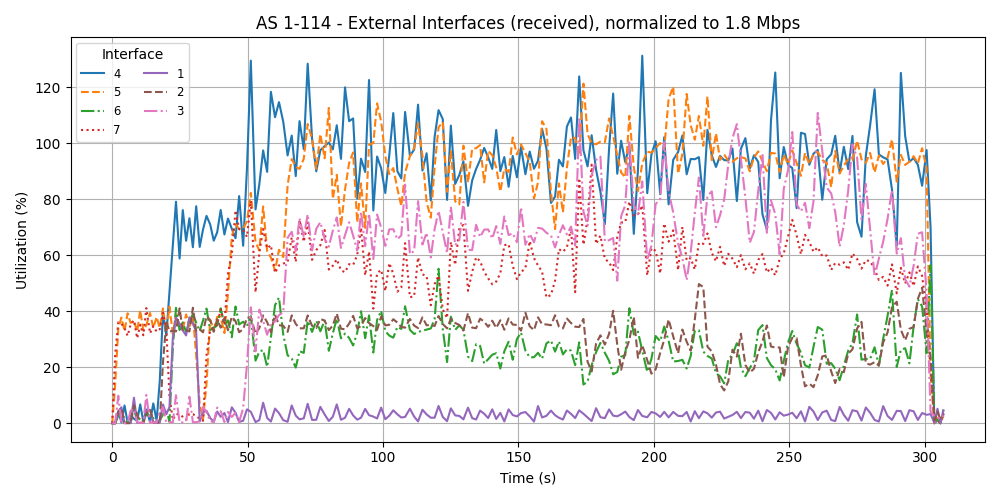 AS 1-114 - External Interfaces (received), normalized to 1.8 Mbps
Interface
4 1
5 2
6 3
7
Utilization (%)
120
100
80
60
40
20
0
0 50 100 150 200 250 300
Time (s)